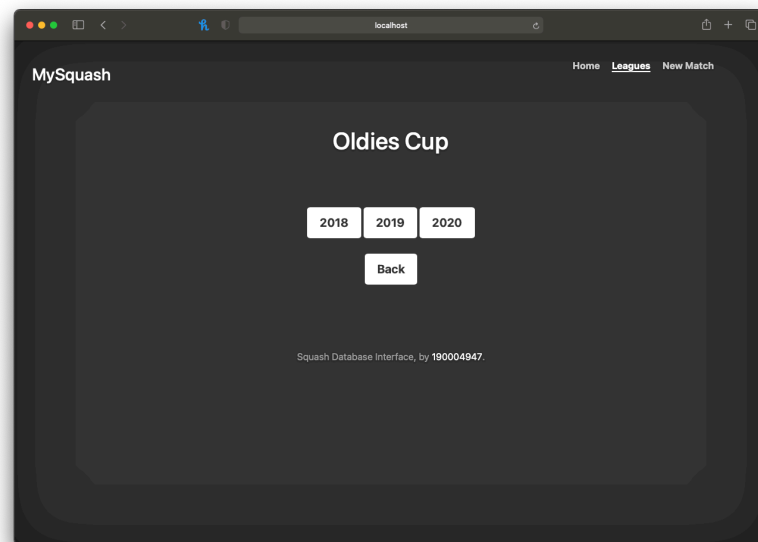 localhost
MySquash
Home Leagues New Match
Oldies Cup
2018 2019 2020
Back
Squash Database Interface, by 190004947.